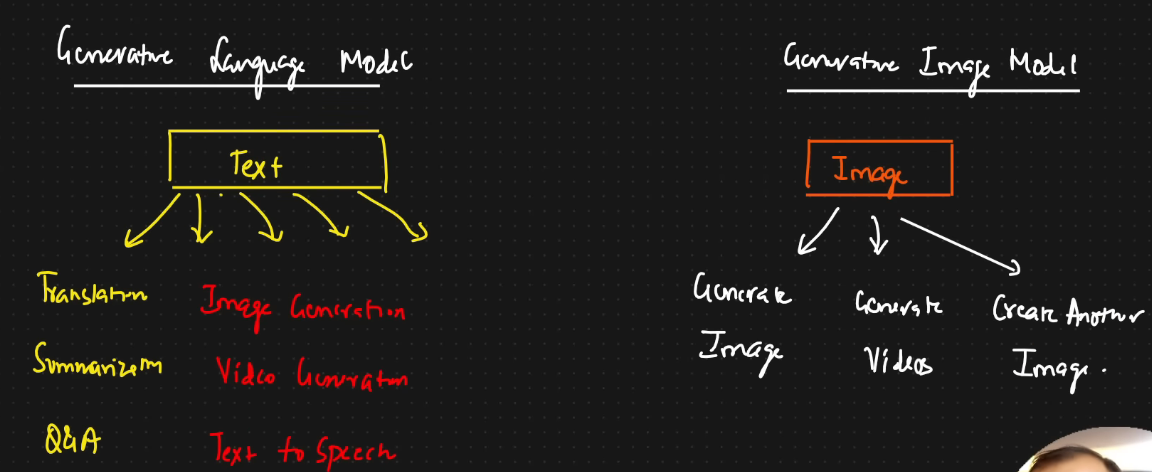 Generative Language Model
Text
Translation
Summarization
Q&A
Image Generation
Video Generation
Text to Speech
Generative Image Model
Image
Generate
Image
Generate
Videos
Create Another
Image.